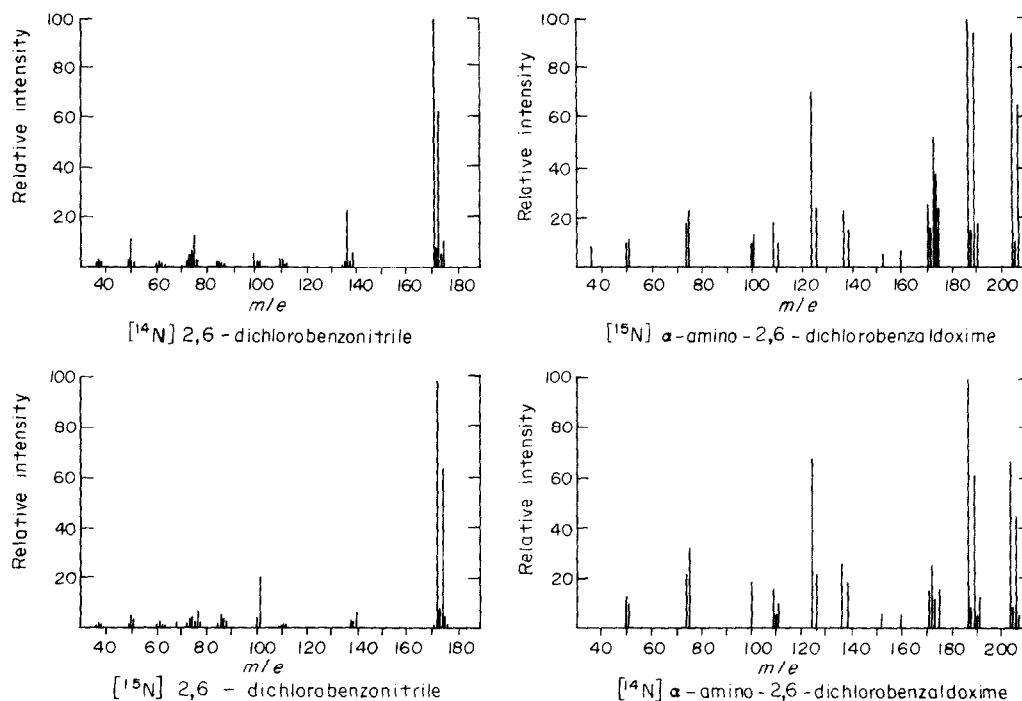 Relative intensity
100
80
60
40
20
40 60 80 100 120 140 160 180
m/e
[14N] 2,6 - dichlorobenzonitrile
Relative intensity
100
80
60
40
20
40 60 80 100 120 140 160 180 200
m/e
[15N] α-amino-2,6-dichlorobenzaldoxime
Relative intensity
100
80
60
40
20
40 60 80 100 120 140 160 180
m/e
[15N] 2,6 - dichlorobenzonitrile
Relative intensity
100
80
60
40
20
40 60 80 100 120 140 160 180 200
m/e
[14N] α-amino-2,6-dichlorobenzaldoxime